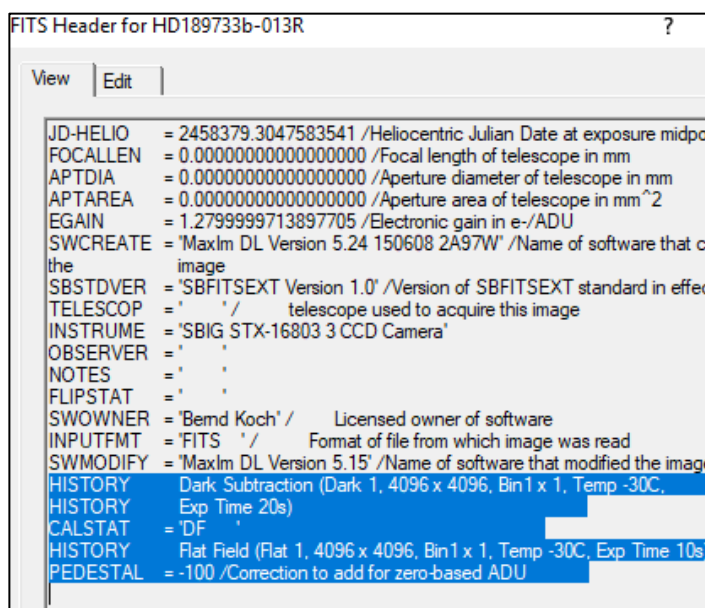 FITS Header for HD189733b-013R ?
View Edit
JD-HELIO = 2458379.3047583541 /Heliocentric Julian Date at exposure midpo
FOCALLEN = 0.00000000000000000 /Focal length of telescope in mm
APTDIA = 0.00000000000000000 /Aperture diameter of telescope in mm
APTAREA = 0.00000000000000000 /Aperture area of telescope in mm^2
EGAIN = 1.2799999713897705 /Electronic gain in e-/ADU
SWCREATE = 'MaxIm DL Version 5.24 150608 2A97W' /Name of software that c
the image
SBSTDVER = 'SBFITSEXT Version 1.0' /Version of SBFITSEXT standard in effec
TELESCOP = ' ' / telescope used to acquire this image
INSTRUME = 'SBIG STX-16803 3 CCD Camera'
OBSERVER = ' '
NOTES = ' '
FLIPSTAT = ' '
SWOWNER = 'Bernd Koch' / Licensed owner of software
INPUTFMT = 'FITS ' / Format of file from which image was read
SWMODIFY = 'MaxIm DL Version 5.15' /Name of software that modified the image
HISTORY Dark Subtraction (Dark 1, 4096 x 4096, Bin1 x 1, Temp -30C,
HISTORY Exp Time 20s)
CALSTAT = 'DF '
HISTORY Flat Field (Flat 1, 4096 x 4096, Bin1 x 1, Temp -30C, Exp Time 10s
PEDESTAL = -100 /Correction to add for zero-based ADU